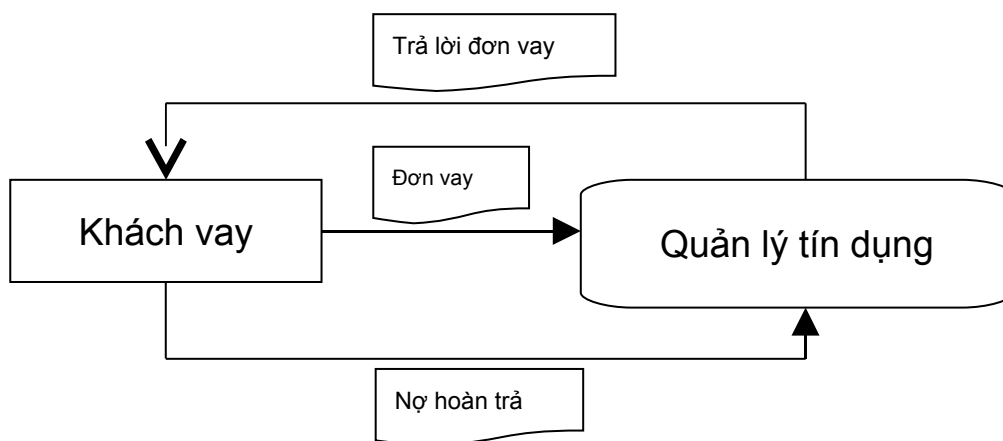 Trả lời đơn vay
Đơn vay
Khách vay
Quản lý tín dụng
Nợ hoàn trả